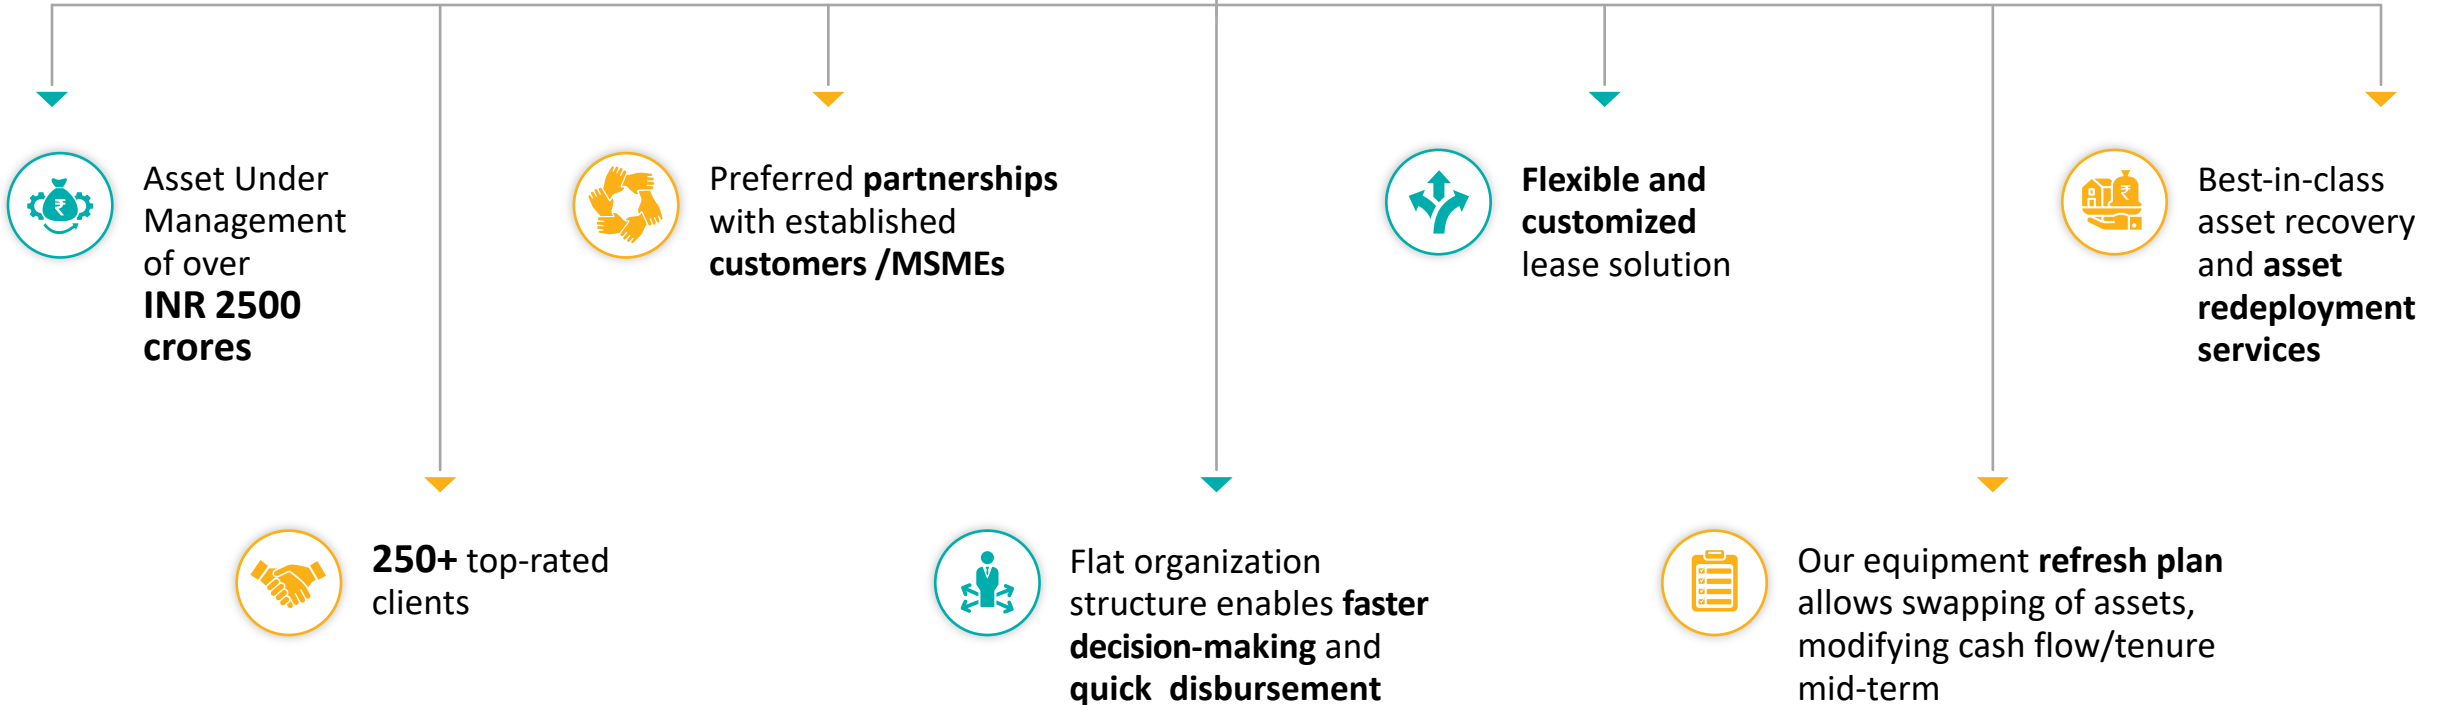 Asset Under
Management
of over
INR 2500
crores
250+ top-rated
clients
Preferred partnerships
with established
customers /MSMEs
Flat organization
structure enables faster
decision-making and
quick  disbursement
Flexible and
customized
lease solution
Our equipment refresh plan
allows swapping of assets,
modifying cash flow/tenure
mid-term
Best-in-class
asset recovery
and asset
redeployment
services